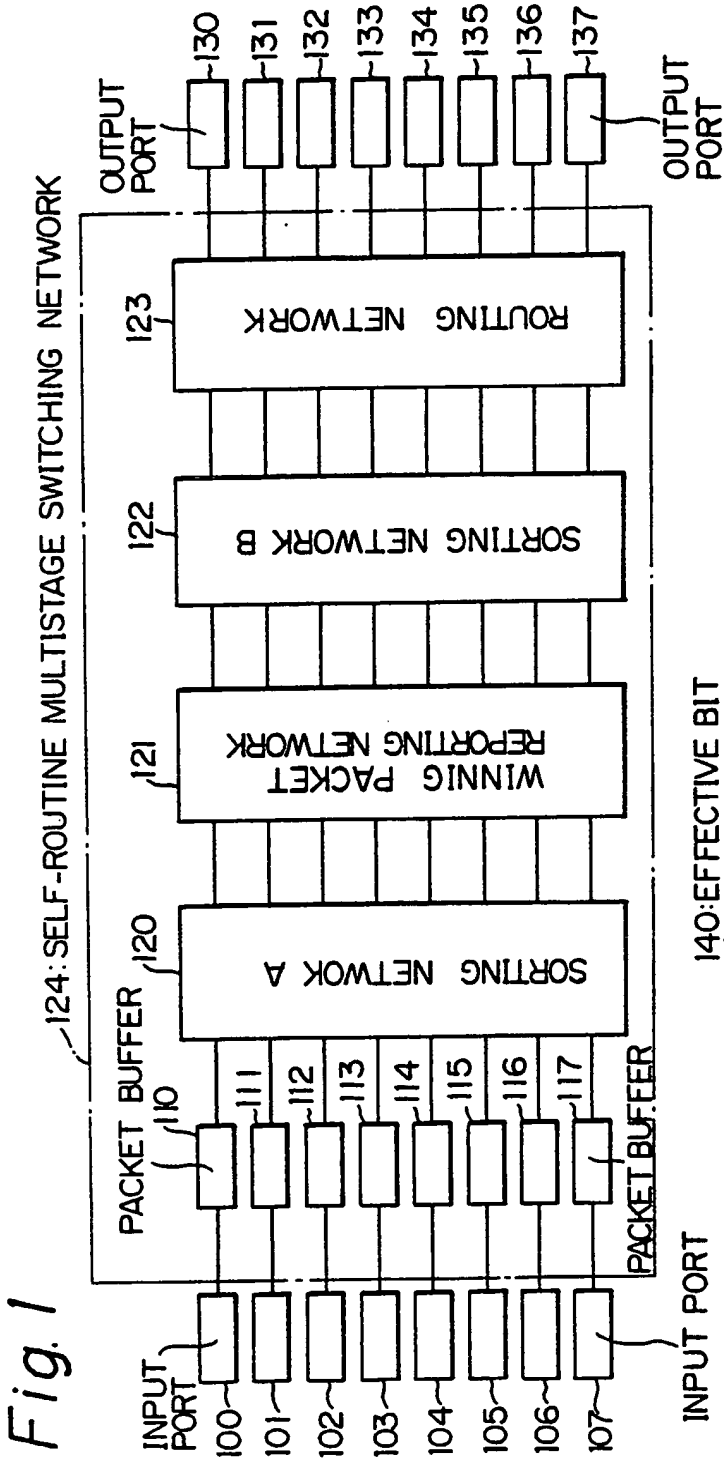 Fig. 1
124: SELF-ROUTINE MULTISTAGE SWITCHING NETWORK
INPUT
PORT
100
101
102
103
104
105
106
107
INPUT PORT
PACKET BUFFER
110
111
112
113
114
115
116
117
PACKET BUFFER
120
SORTING NETWOK A
121
WINNIG PACKET
REPORTING NETWORK
122
SORTING NETWORK B
123
ROUTING NETWORK
OUTPUT
PORT
130
131
132
133
134
135
136
137
OUTPUT
PORT
140: EFFECTIVE BIT